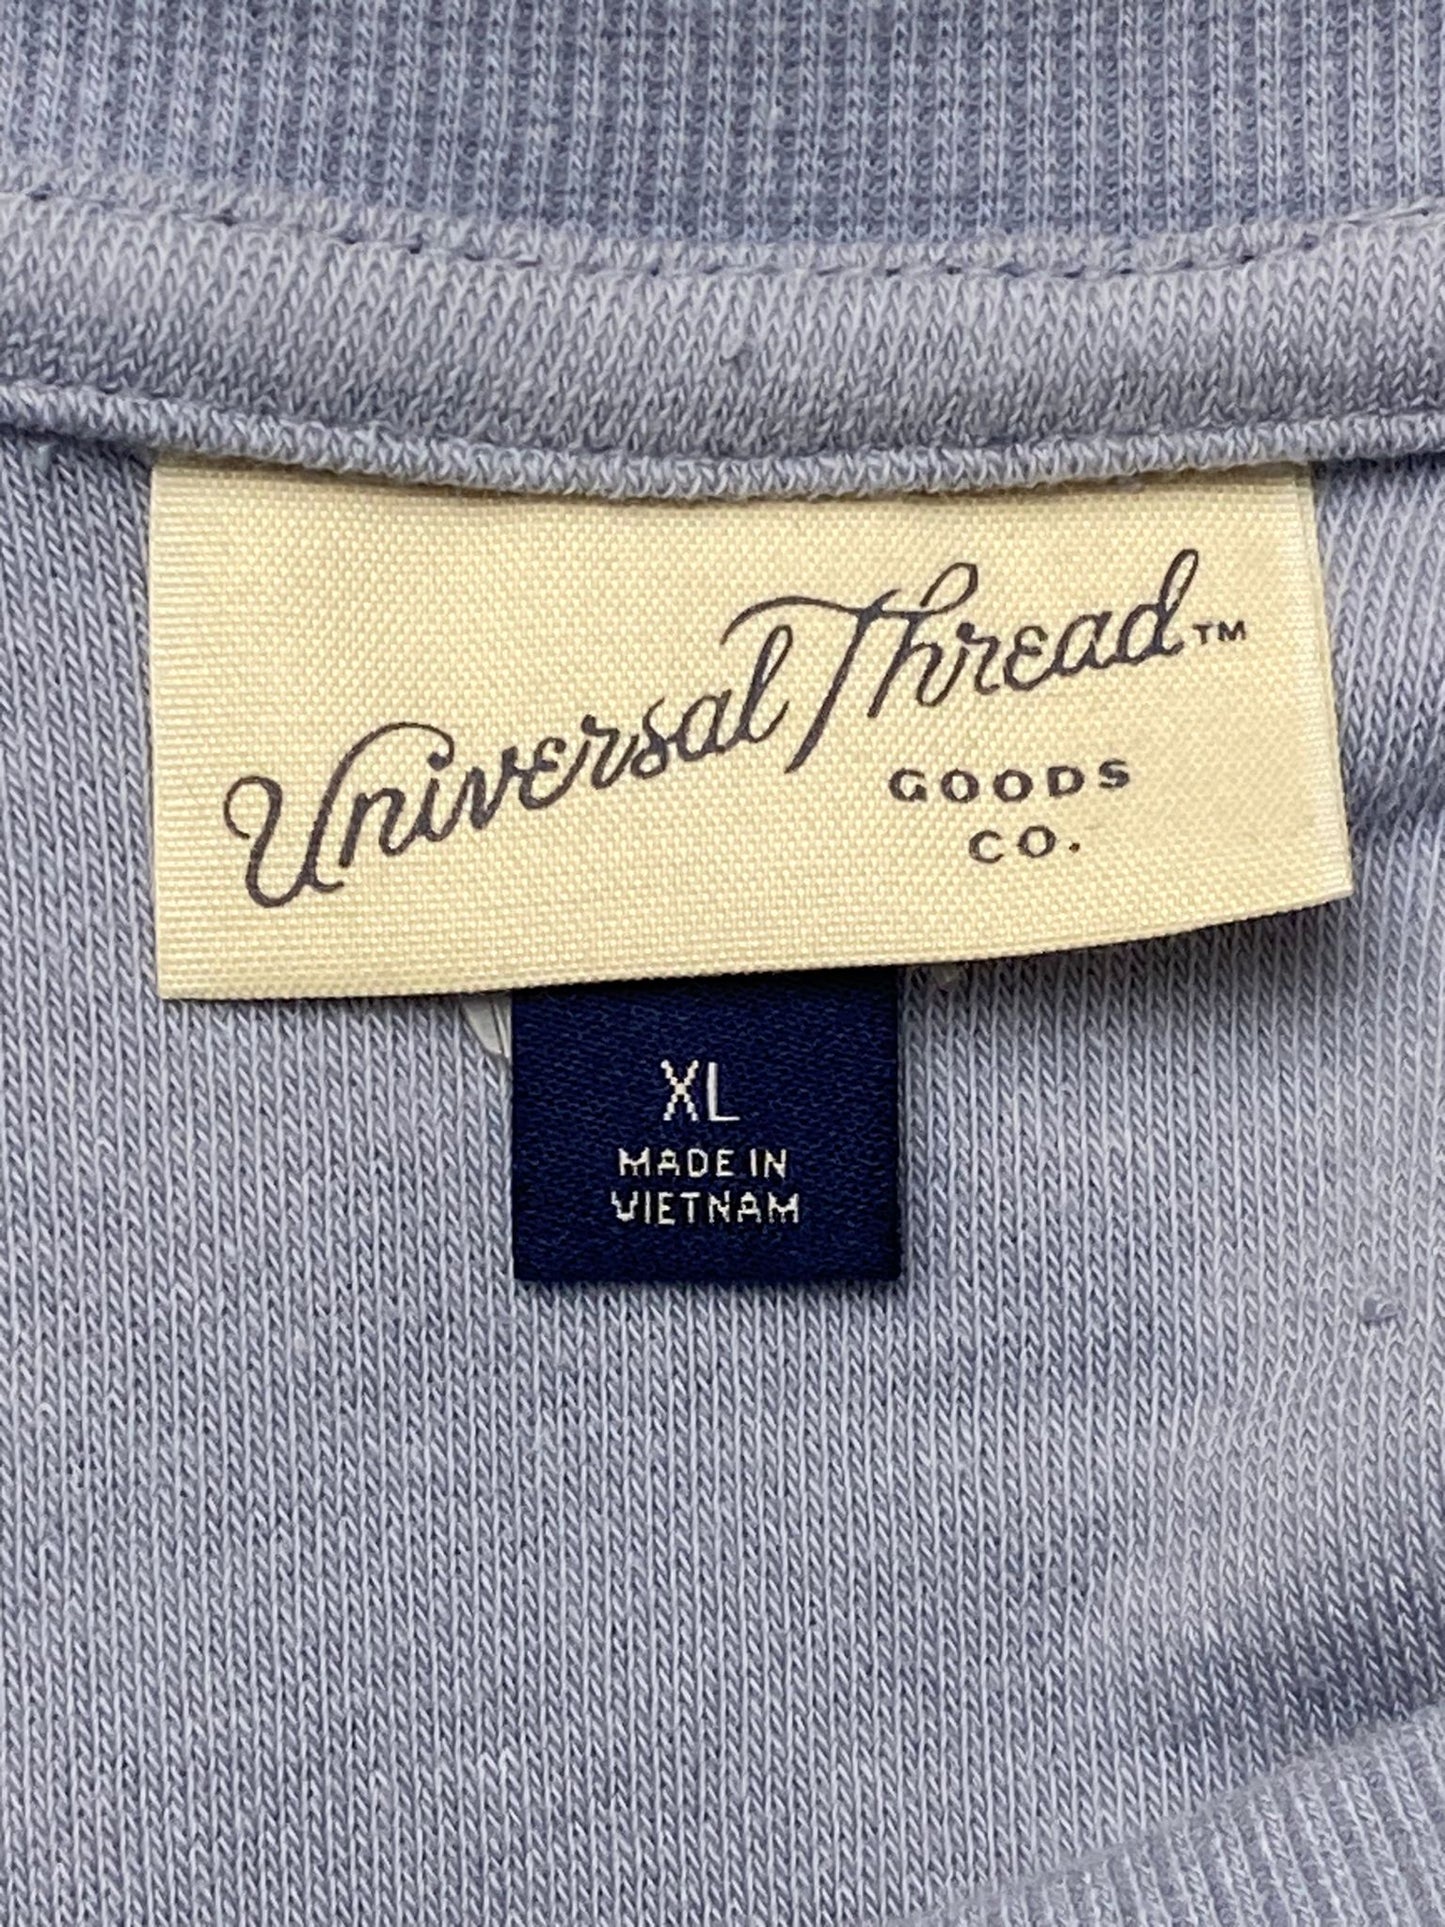 Universal Thread™
GOODS
CO.
XL
MADE IN
VIETNAM